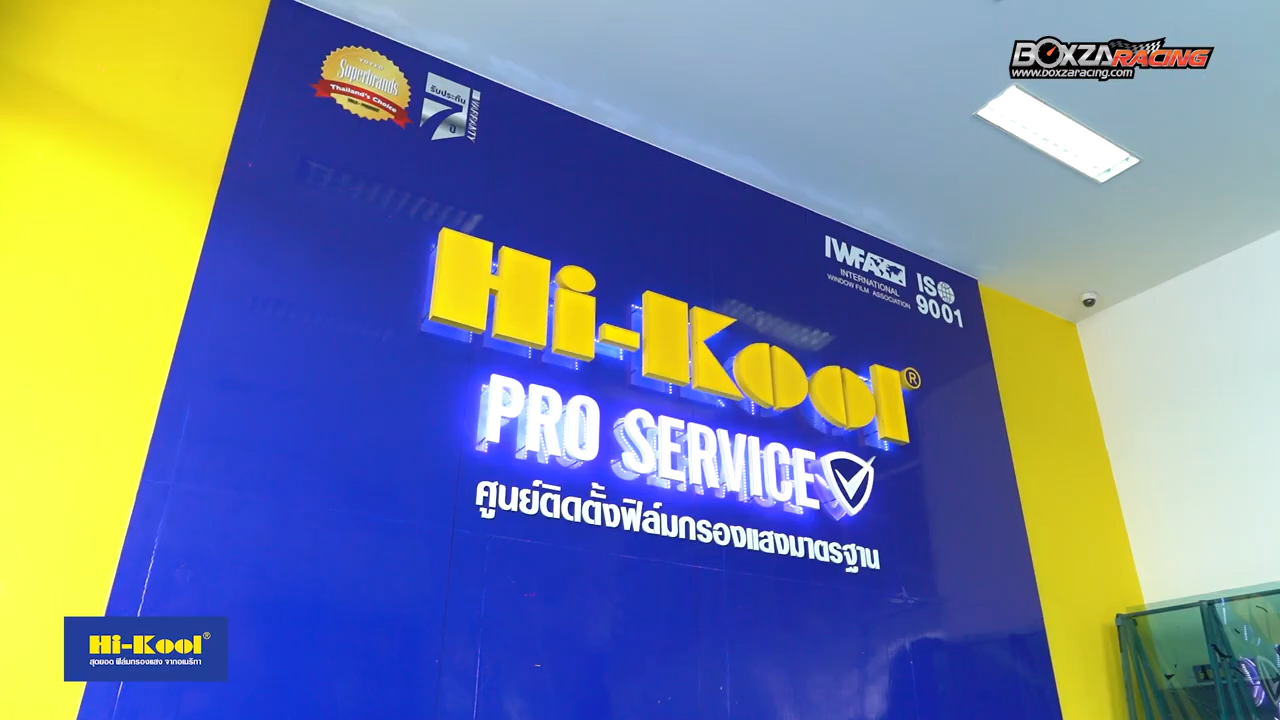 BOXZA RACING
www.boxzaracing.com
Superbrands
Thailand's Choice
รับประกัน
7 ปี
WARRANTY
IWFA
INTERNATIONAL
WINDOW FILM ASSOCIATION
ISO
9001
Hi-Kool®
PRO SERVICE
ศูนย์ติดตั้งฟิล์มกรองแสงมาตรฐาน
Hi-Kool®
สุดยอด ฟิล์มกรองแสง จากอเมริกา